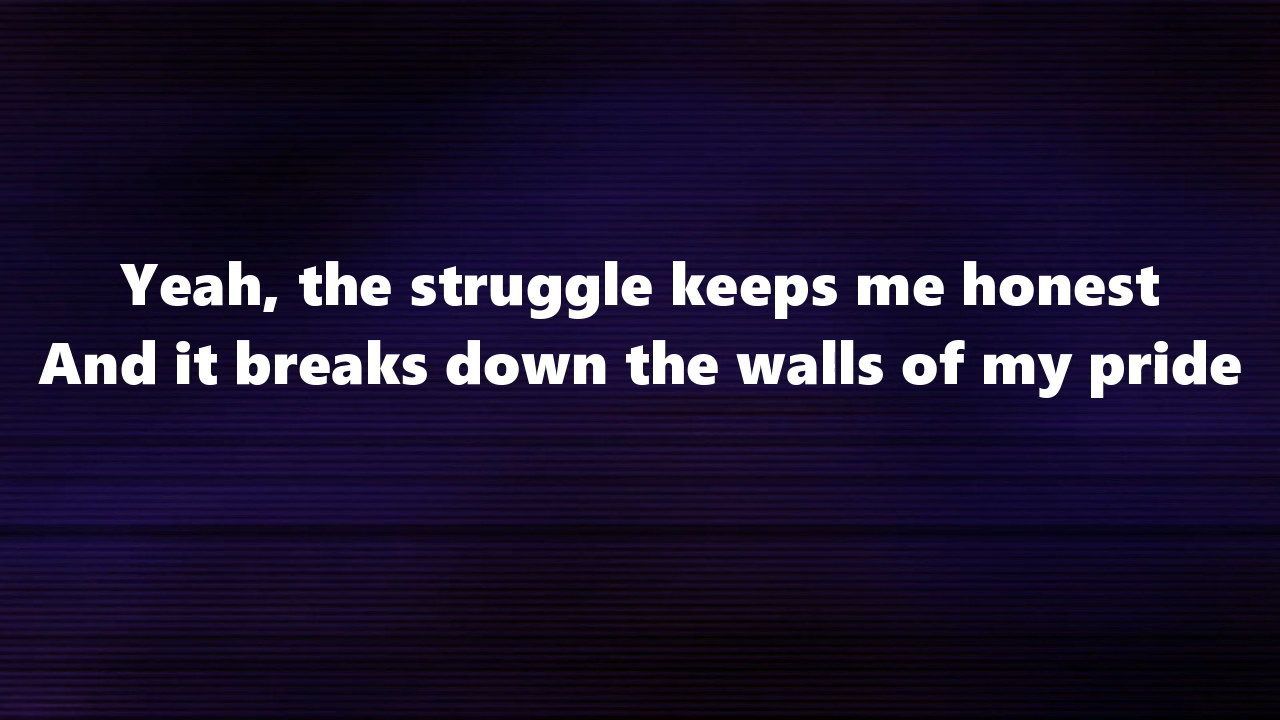 Yeah, the struggle keeps me honest
And it breaks down the walls of my pride